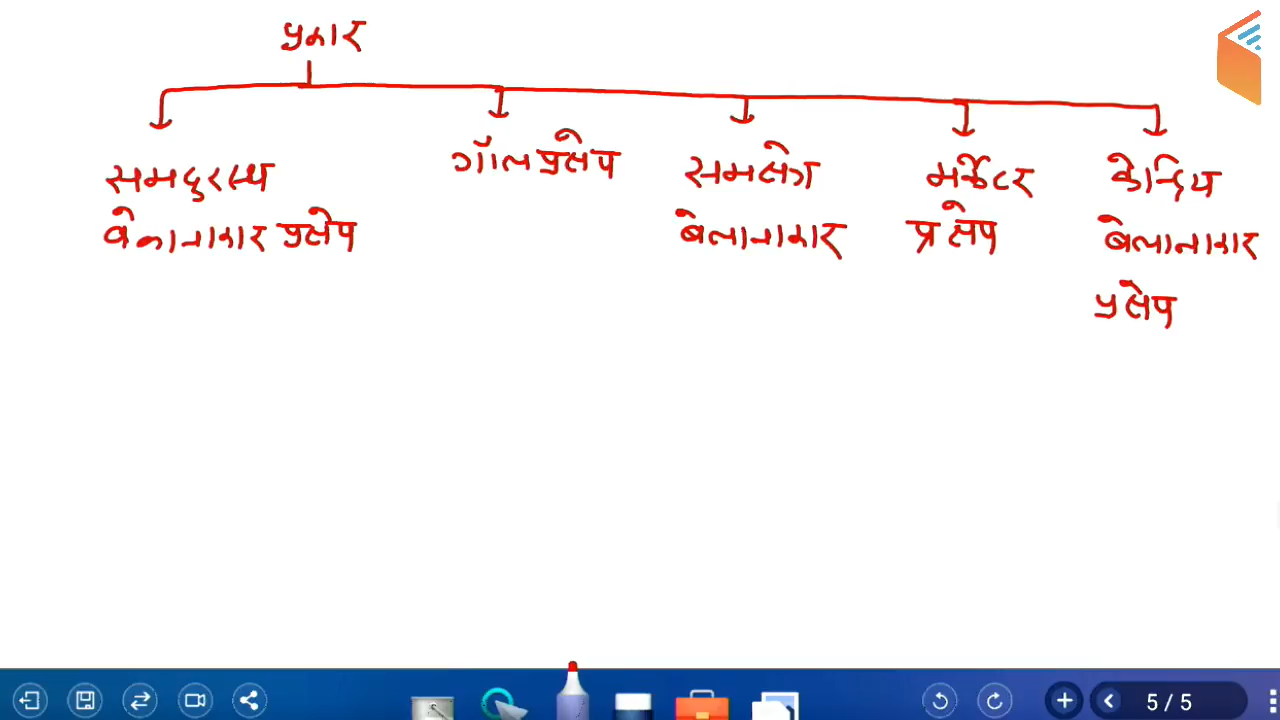 प्रकार
समदुरस्थ
बेलनाकार प्रक्षेप
गॉल प्रक्षेप
समक्षेत्र
बेलनाकार
मर्केटर
प्रक्षेप
केन्द्रिय
बेलनाकार
प्रक्षेप
5 / 5